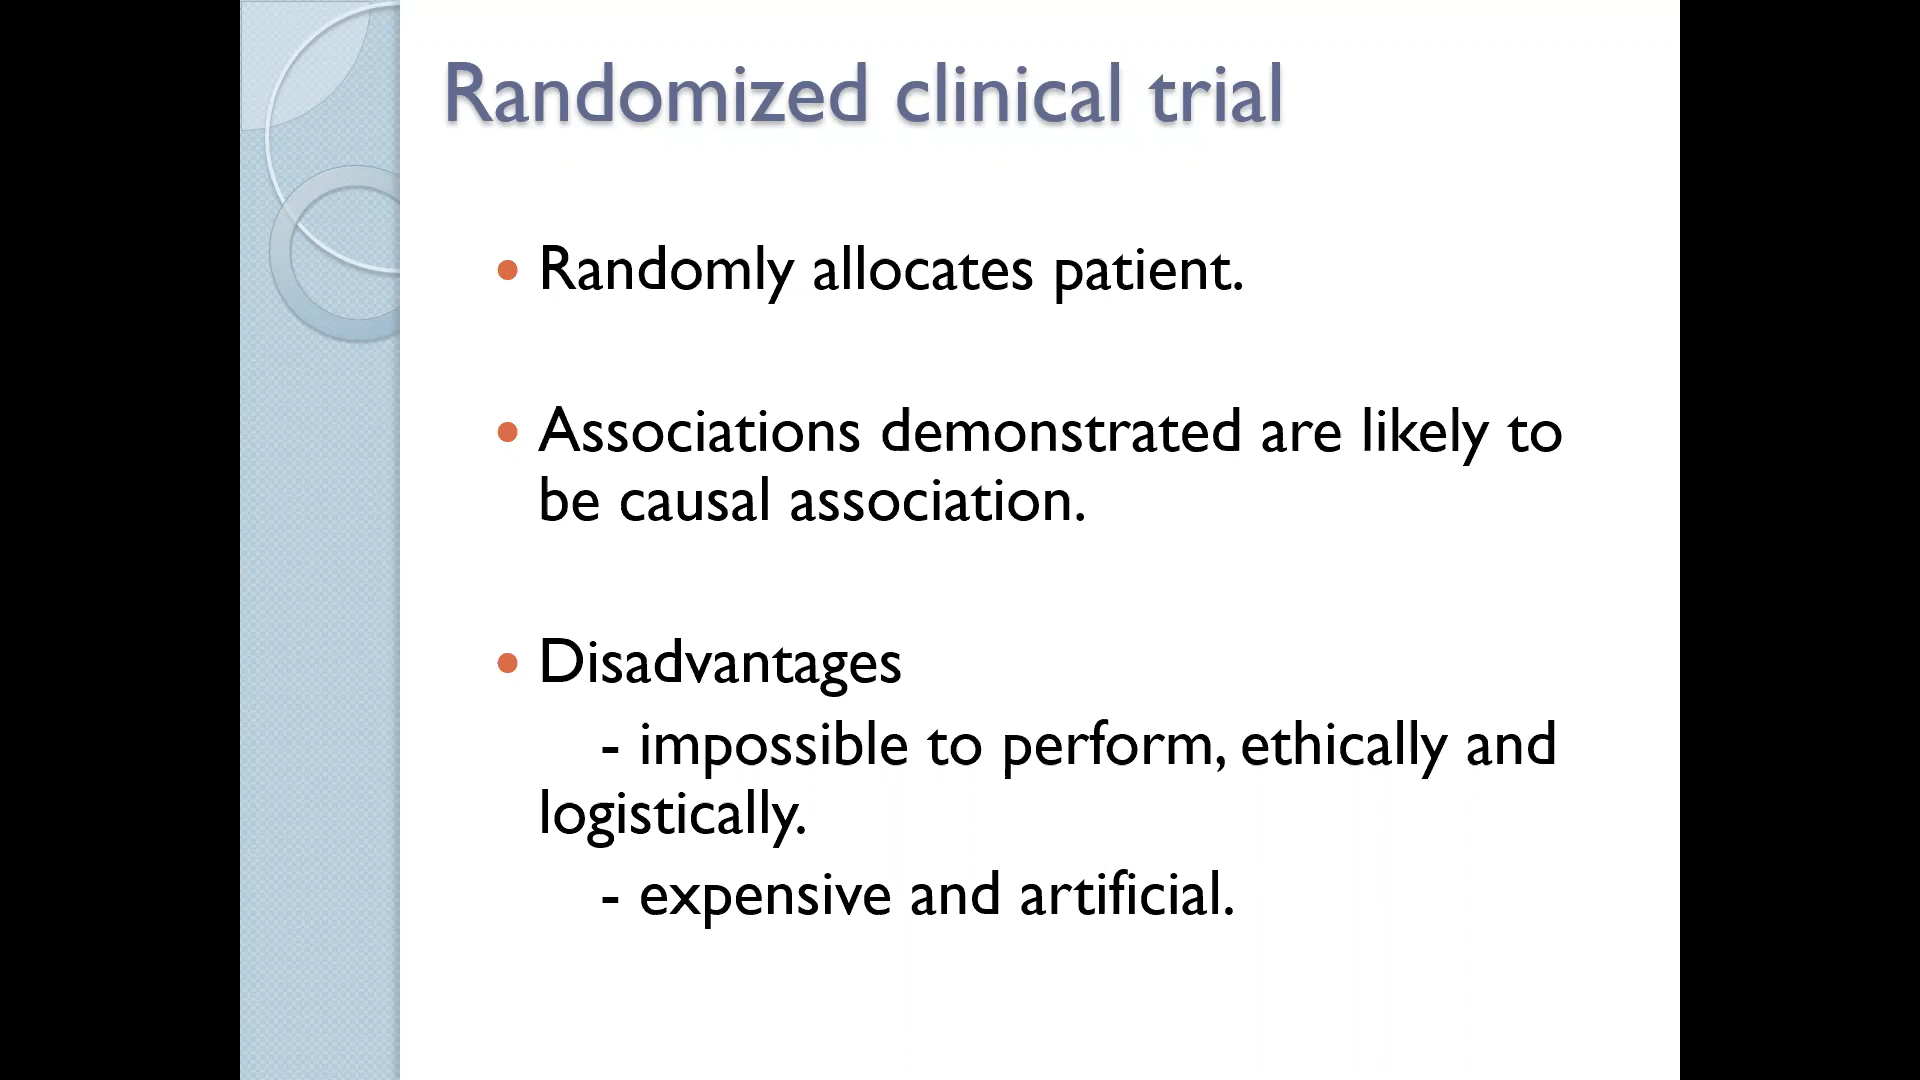 Randomized clinical trial
• Randomly allocates patient.
• Associations demonstrated are likely to
be causal association.
• Disadvantages
- impossible to perform, ethically and
logistically.
- expensive and artificial.